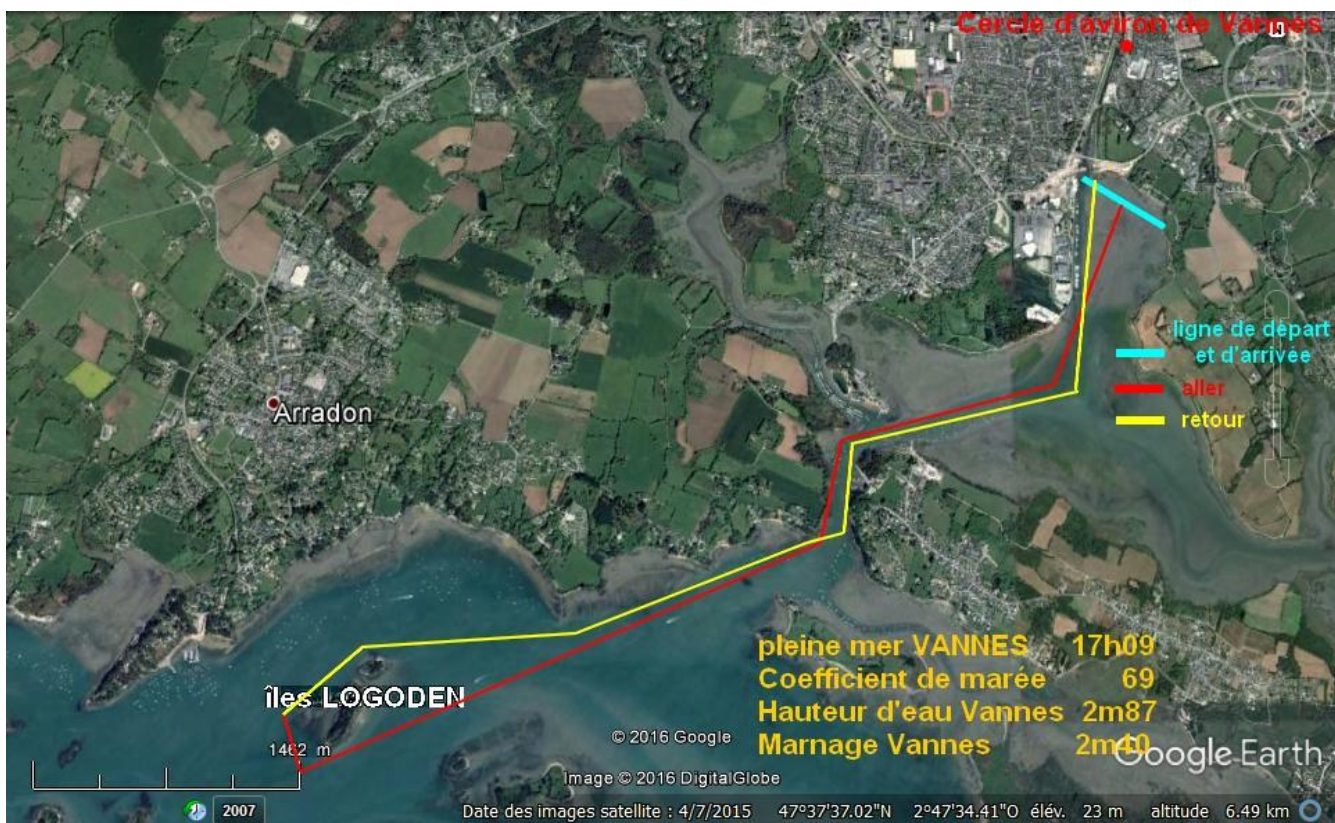 Cercle d'aviron de Vannes
N
ligne de départ
et d'arrivée
aller
retour
Arradon
îles LOGODEN
1462 m
pleine mer VANNES 17h09
Coefficient de marée 69
Hauteur d'eau Vannes 2m87
Marnage Vannes 2m40
© 2016 Google
Google Earth
Image © 2016 DigitalGlobe
2007
Date des images satellite : 4/7/2015 47°37'37.02"N 2°47'34.41"O élév. 23 m altitude 6.49 km